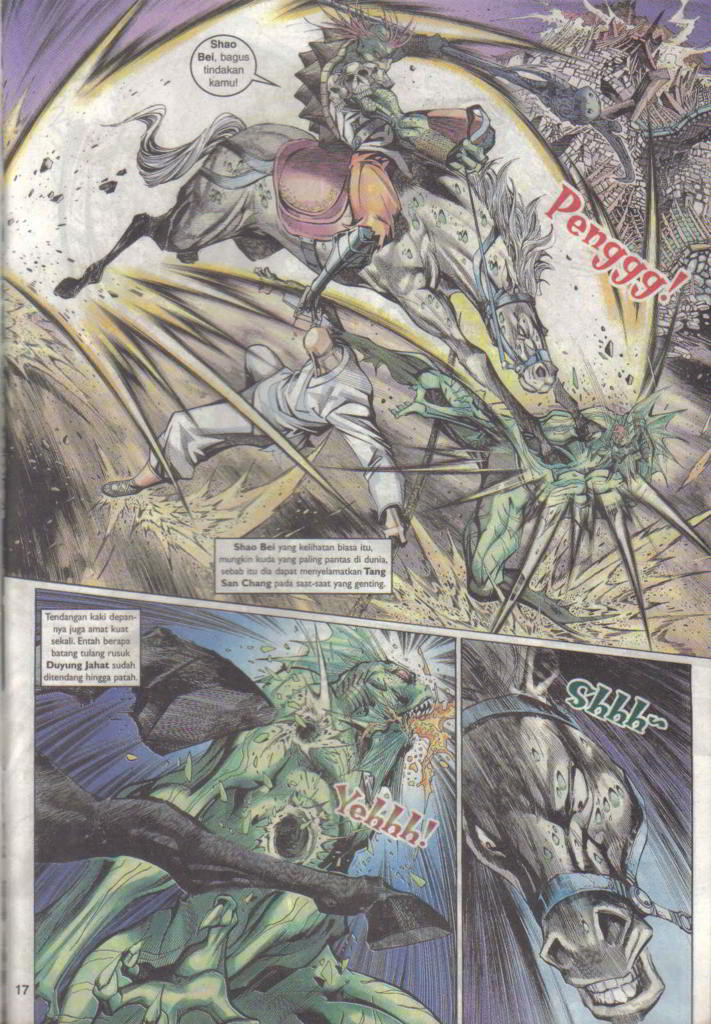 Shao
Bei, bagus
tindakan
kamu!
Penggg!
Shao Bei yang kelihatan biasa itu,
mungkin kuda yang paling pantas di dunia,
sebab itu dia dapat menyelamatkan Tang
San Chang pada saat-saat yang genting.
Tendangan kaki depan-
nya juga amat kuat
sekali. Entah berapa
batang tulang rusuk
Duyung Jahat sudah
ditendang hingga patah.
Yehhh!
Shhh~
17